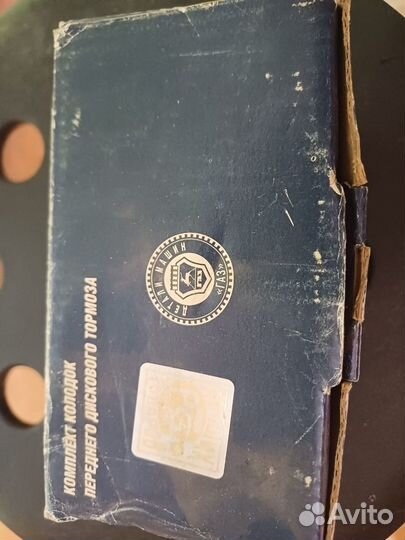 КОМПЛЕКТ КОЛОДОК
ПЕРЕДНЕГО ДИСКОВОГО ТОРМОЗА
ДЕТАЛИ МАШИН
«ГАЗ»
Avito